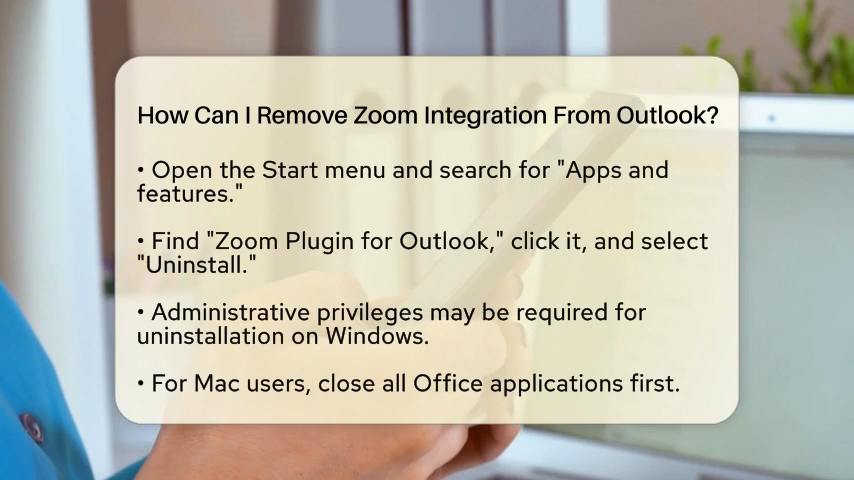 How Can I Remove Zoom Integration From Outlook?
• Open the Start menu and search for "Apps and
features."
• Find "Zoom Plugin for Outlook," click it, and select
"Uninstall."
• Administrative privileges may be required for
uninstallation on Windows.
• For Mac users, close all Office applications first.